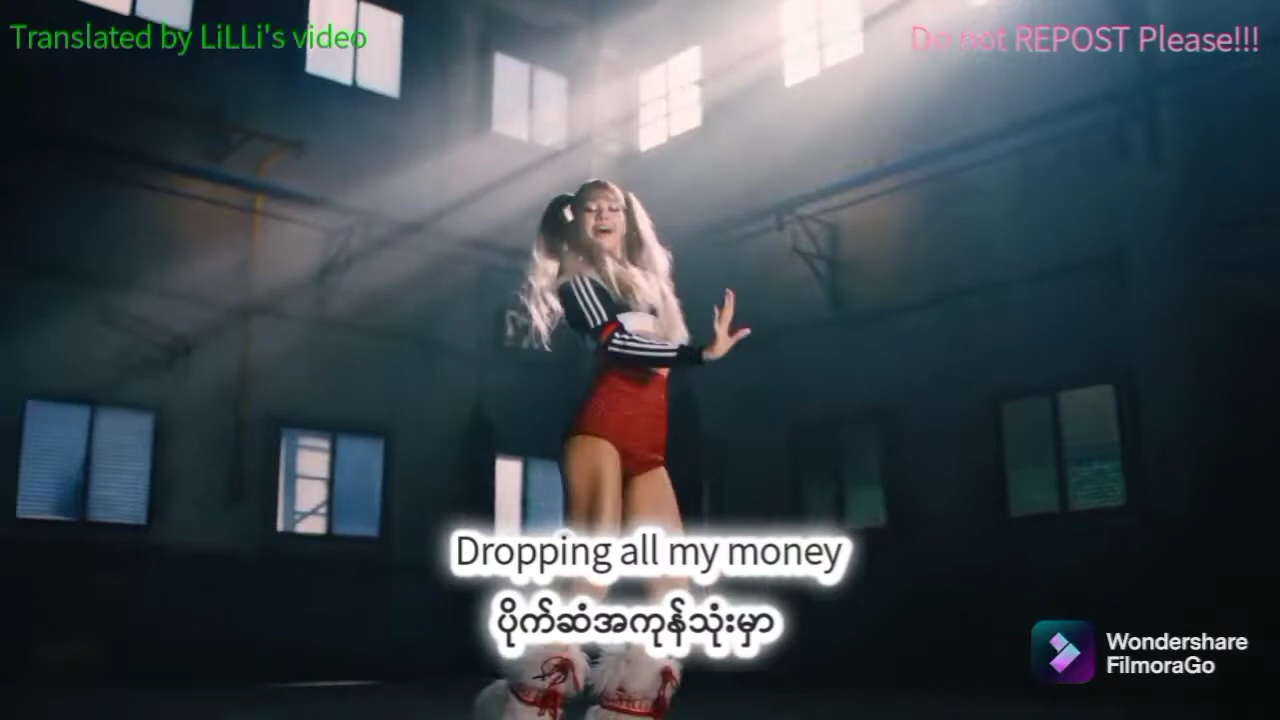 Translated by LiLLi's video
Do not REPOST Please!!!
Dropping all my money
ပိုက်ဆံအကုန်သုံးမှာ
Wondershare
FilmoraGo